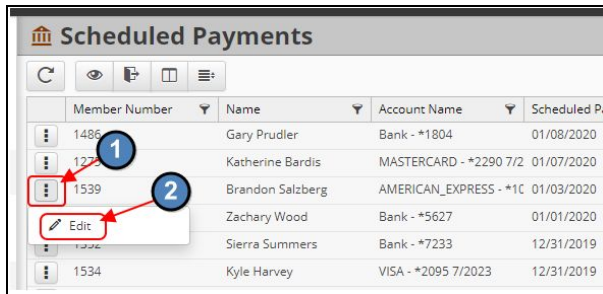 Scheduled Payments
Member Number Name Account Name Scheduled P
1486 Gary Prudler Bank - *1804 01/08/2020
1 Katherine Bardis MASTERCARD - *2290 7/2 01/07/2020
1539 2 Brandon Salzberg AMERICAN_EXPRESS - *1 01/03/2020
Edit Zachary Wood Bank - *5627 01/01/2020
Sierra Summers Bank - *7233 12/31/2019
1534 Kyle Harvey VISA - *2095 7/2023 12/31/2019